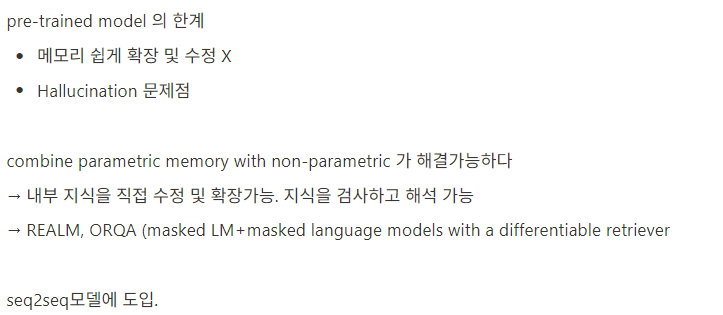 pre-trained model 의 한계
• 메모리 쉽게 확장 및 수정 X
• Hallucination 문제점
combine parametric memory with non-parametric 가 해결가능하다
→ 내부 지식을 직접 수정 및 확장가능. 지식을 검사하고 해석 가능
→ REALM, ORQA (masked LM+masked language models with a differentiable retriever
seq2seq모델에 도입.